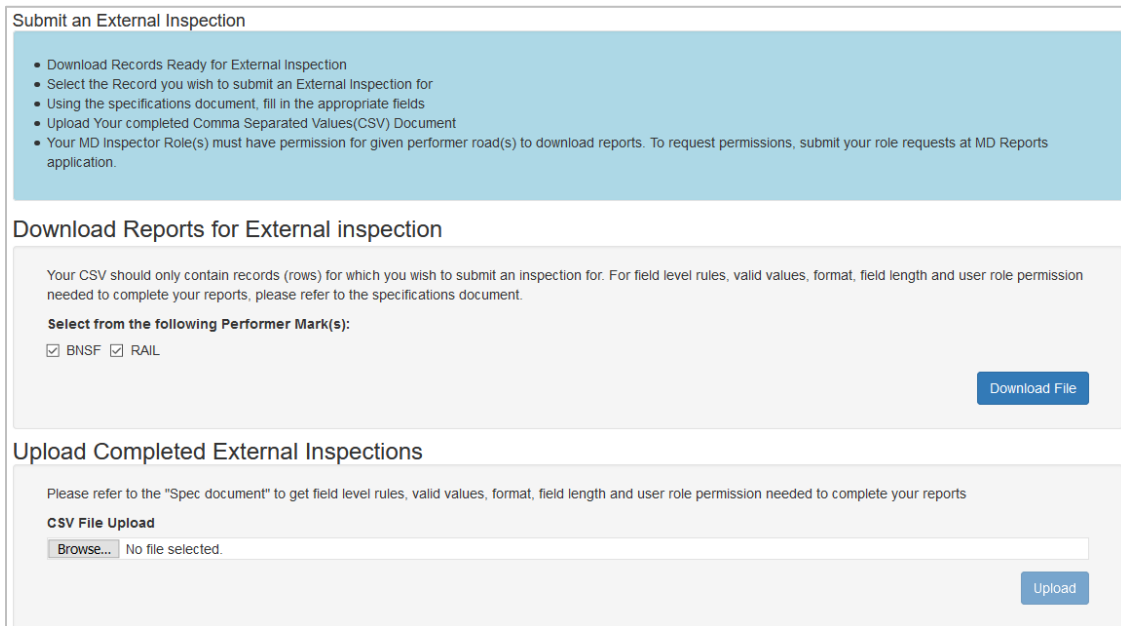 Submit an External Inspection
• Download Records Ready for External Inspection
• Select the Record you wish to submit an External Inspection for
• Using the specifications document, fill in the appropriate fields
• Upload Your completed Comma Separated Values(CSV) Document
• Your MD Inspector Role(s) must have permission for given performer road(s) to download reports. To request permissions, submit your role requests at MD Reports
application.
Download Reports for External inspection
Your CSV should only contain records (rows) for which you wish to submit an inspection for. For field level rules, valid values, format, field length and user role permission
needed to complete your reports, please refer to the specifications document.
Select from the following Performer Mark(s):
BNSF RAIL
Download File
Upload Completed External Inspections
Please refer to the "Spec document" to get field level rules, valid values, format, field length and user role permission needed to complete your reports
CSV File Upload
Browse... No file selected.
Upload